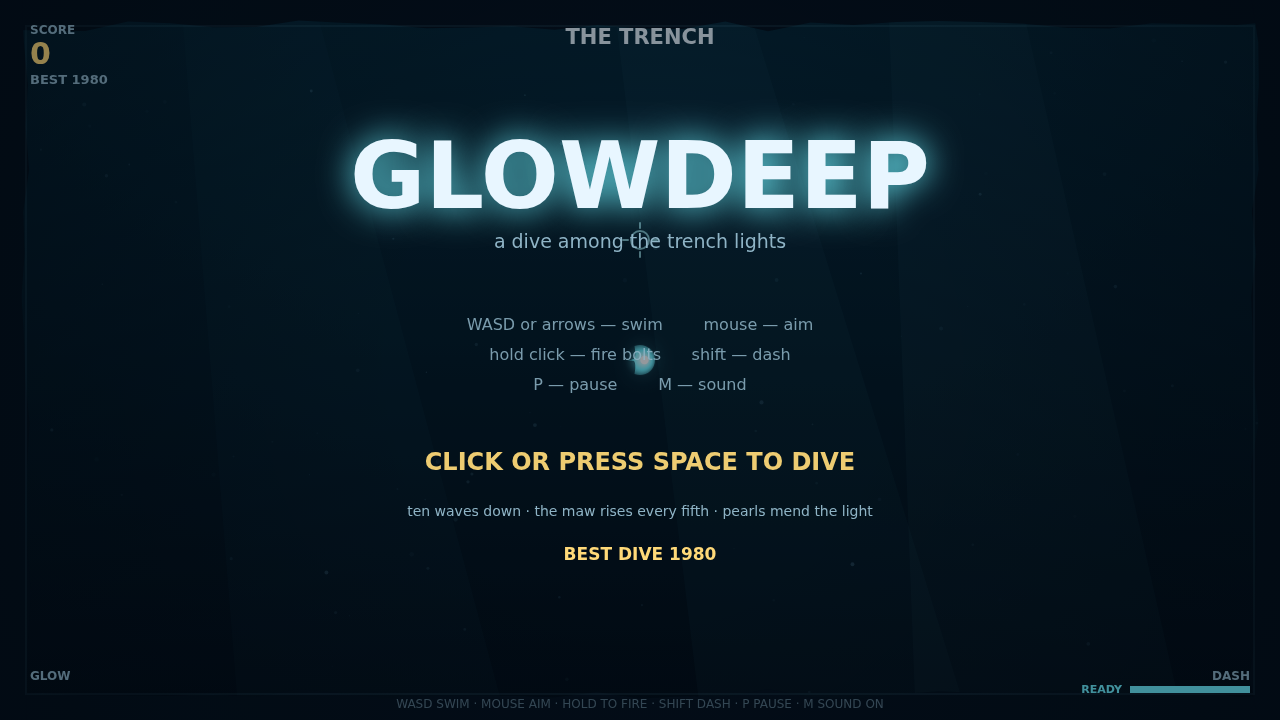 SCORE
0
BEST 1980
THE TRENCH
GLOWDEEP
a dive among the trench lights
WASD or arrows — swim mouse — aim
hold click — fire bolts shift — dash
P — pause M — sound
CLICK OR PRESS SPACE TO DIVE
ten waves down · the maw rises every fifth · pearls mend the light
BEST DIVE 1980
GLOW
DASH
READY
WASD SWIM · MOUSE AIM · HOLD TO FIRE · SHIFT DASH · P PAUSE · M SOUND ON